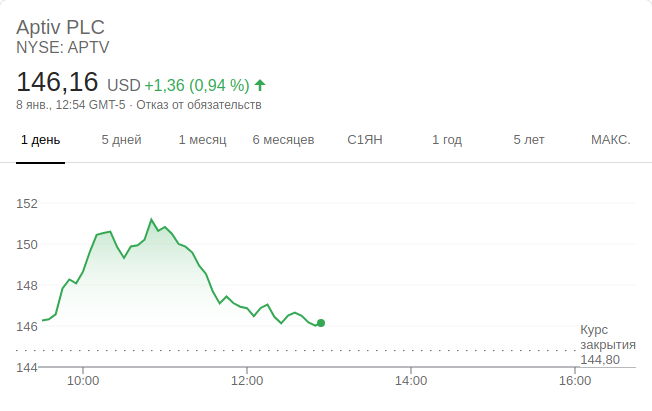 Aptiv PLC
NYSE: APTV
146,16 USD +1,36 (0,94 %)
8 янв., 12:54 GMT-5 · Отказ от обязательств
1 день 5 дней 1 месяц 6 месяцев С1ЯН 1 год 5 лет МАКС.
152
150
148
146
Курс
закрытия
144,80
144
10:00 12:00 14:00 16:00